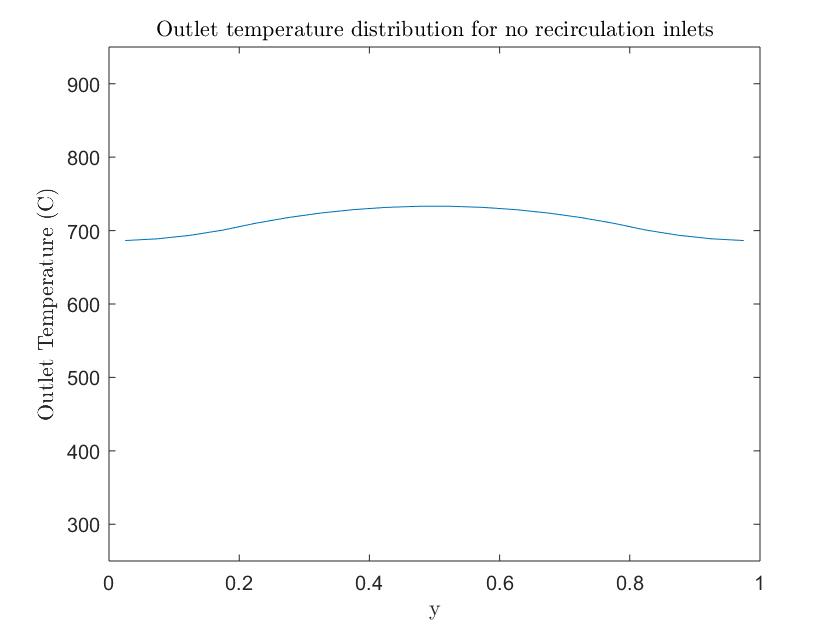 Outlet temperature distribution for no recirculation inlets
900
800
700
600
500
400
300
Outlet Temperature (C)
0 0.2 0.4 0.6 0.8 1
y